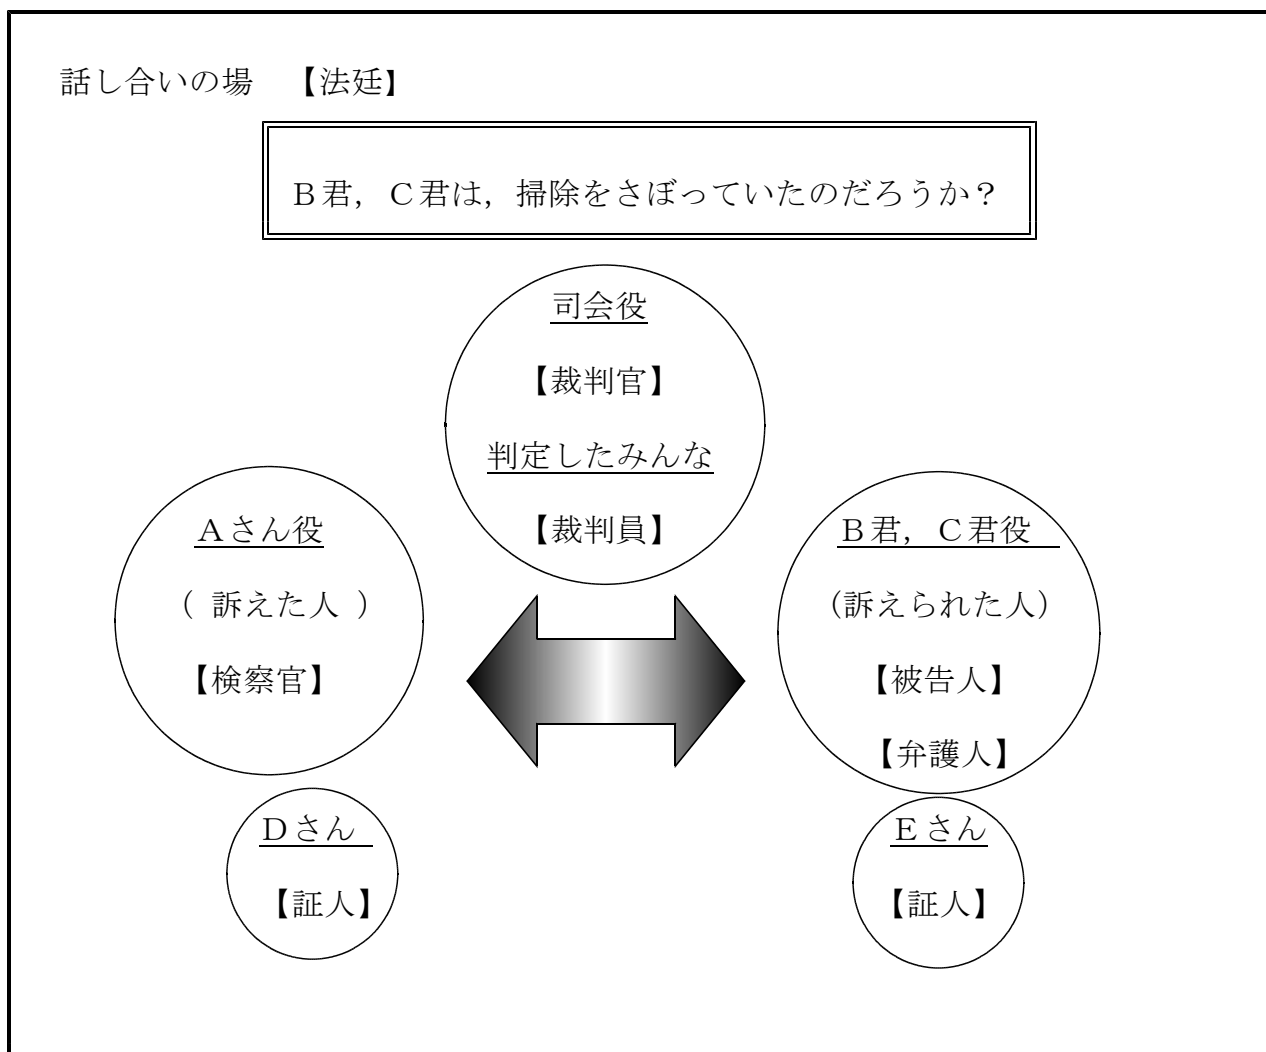 話し合いの場　【法廷】
Ｂ君，Ｃ君は，掃除をさぼっていたのだろうか？
司会役
【裁判官】
判定したみんな
【裁判員】
Ａさん役
（ 訴えた人 ）
【検察官】
Ｂ君，Ｃ君役
（訴えられた人）
【被告人】
【弁護人】
Ｄさん
【証人】
Ｅさん
【証人】